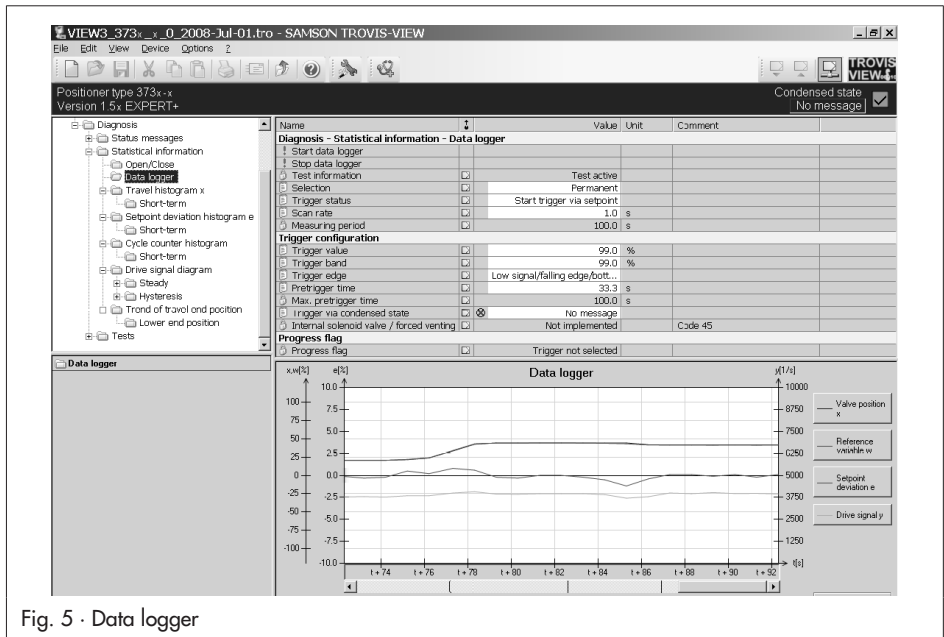 VIEW3_373x_x_0_2008-Jul-01.tro - SAMSON TROVIS-VIEW
File Edit View Device Options ?
TROVIS
VIEW
Positioner type 373x-x
Version 1.5x EXPERT+
Condensed state
No message
Diagnosis
Status messages
Statistical information
Open/Close
Data logger
Travel histogram x
Short-term
Setpoint deviation histogram e
Short-term
Cycle counter histogram
Short-term
Drive signal diagram
Steady
Hysteresis
Trend of travel end position
Lower end position
Tests
Name Value Unit Comment
Diagnosis - Statistical information - Data logger
! Start data logger
! Stop data logger
Test information Test active
Selection Permanent
Trigger status Start trigger via setpoint
Scan rate 1.0 s
Measuring period 100.0 s
Trigger configuration
Trigger value 99.0 %
Trigger band 99.0 %
Trigger edge Low signal/falling edge/bott...
Pretrigger time 33.3 s
Max. pretrigger time 100.0 s
Trigger via condensed state No message
Internal solenoid valve / forced venting Not implemented Code 45
Progress flag
Progress flag Trigger not selected
Data logger
x,w[%] e[%] Data logger y[1/s]
10.0 10000
100 7.5 8750
75
50 5.0 7500
25 2.5 6250
0 0.0 5000
-25 -2.5 3750
-50 -5.0 2500
-75 -7.5 1250
-100
-10.0 t[s]
t + 74 t + 76 t + 78 t + 80 t + 82 t + 84 t + 86 t + 88 t + 90 t + 92
Valve position
x
Reference
variable w
Setpoint
deviation e
Drive signal y
Fig. 5 · Data logger